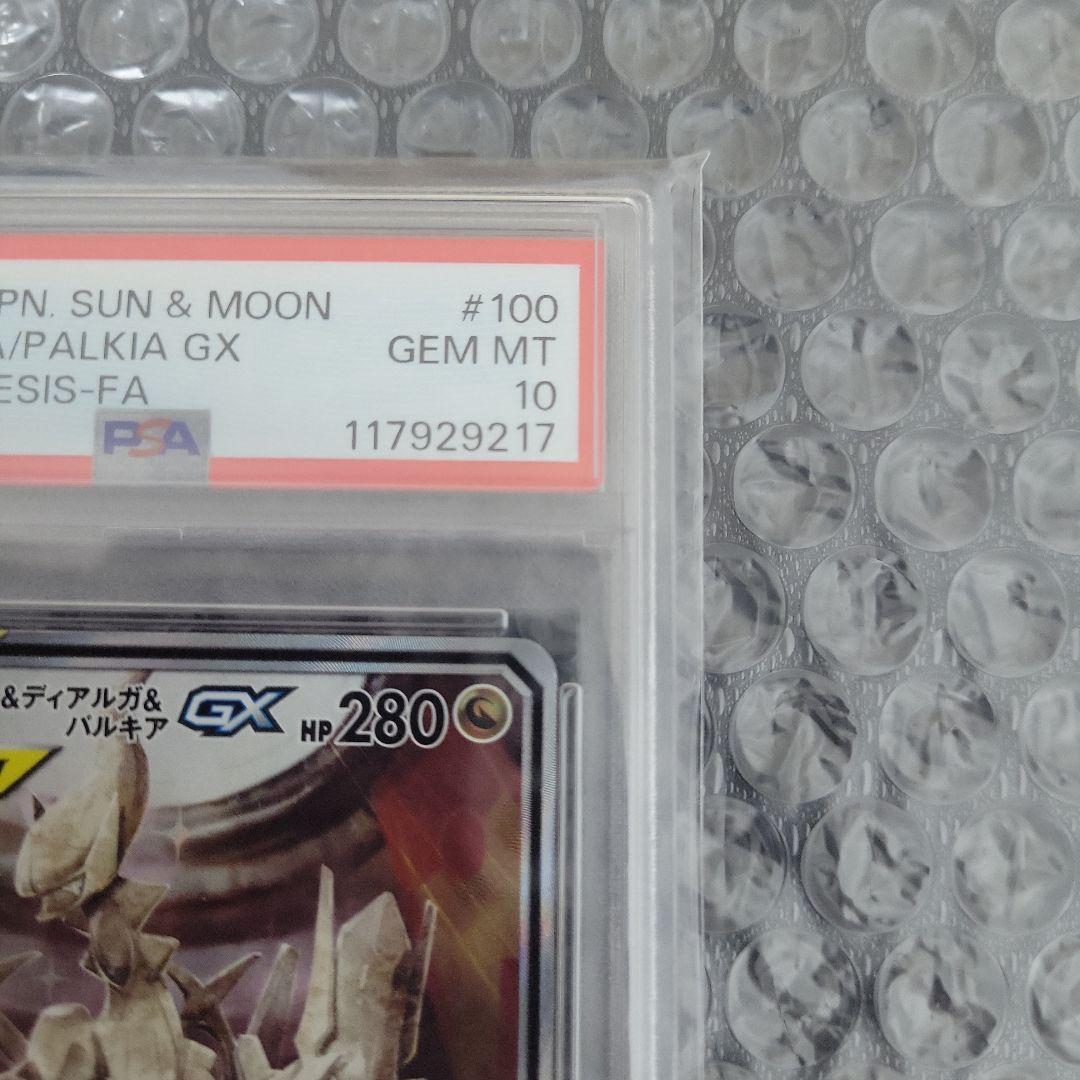 PN. SUN & MOON #100
A/PALKIA GX GEM MT
ESIS-FA 10
PSA 117929217
&ディアルガ&
パルキア GX HP280